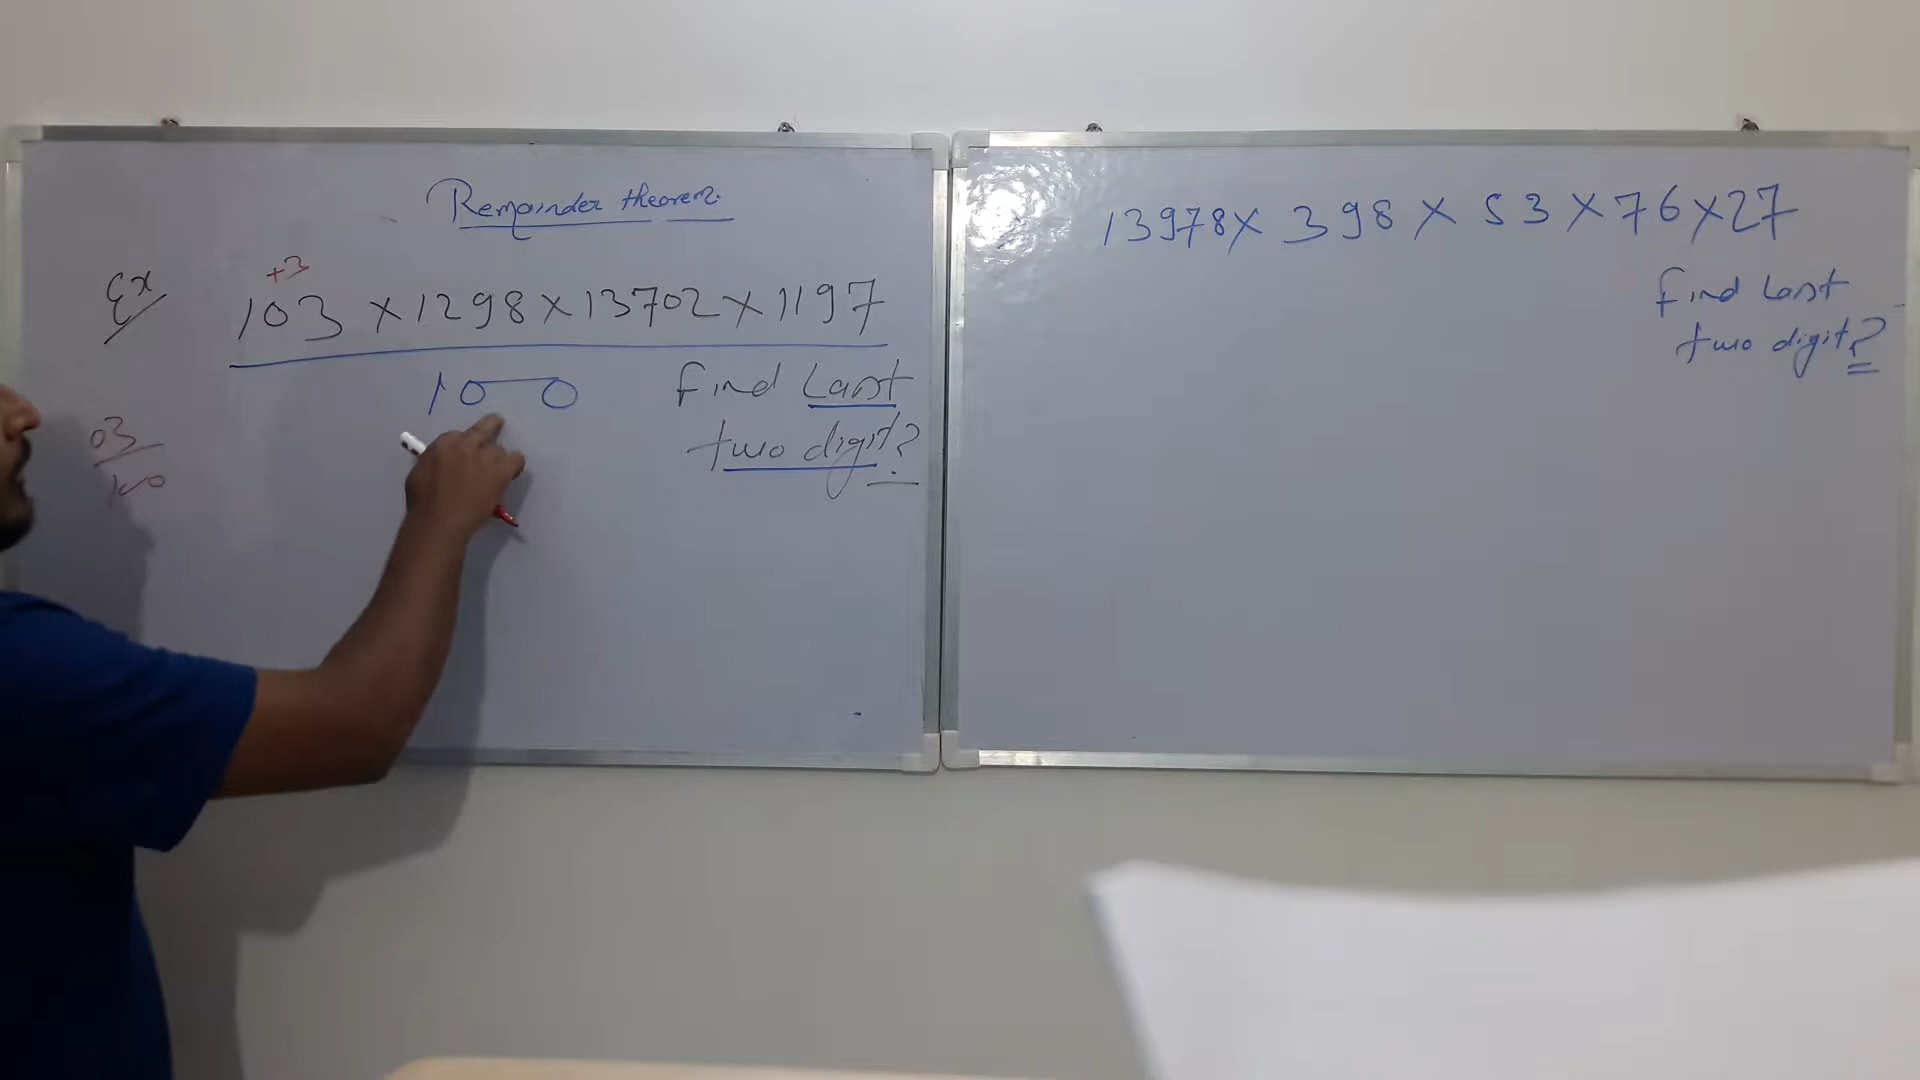 Remainder theorem.
Ex
+3
103 × 1298 × 13702 × 1197
100
Find Last
two digit?
03
100
13978 × 398 × 53 × 76 × 27
Find Last
two digit?